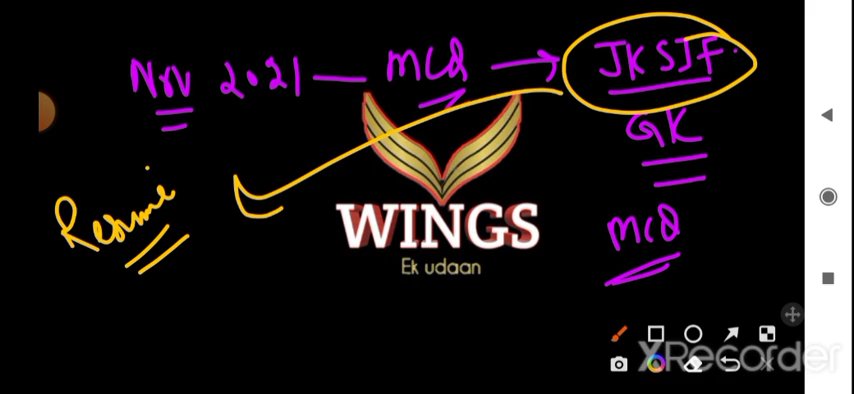 Nov 2021 — MCQ → JKSIF
GK
Resume
WINGS
Ek udaan
MCQ
XRecorder